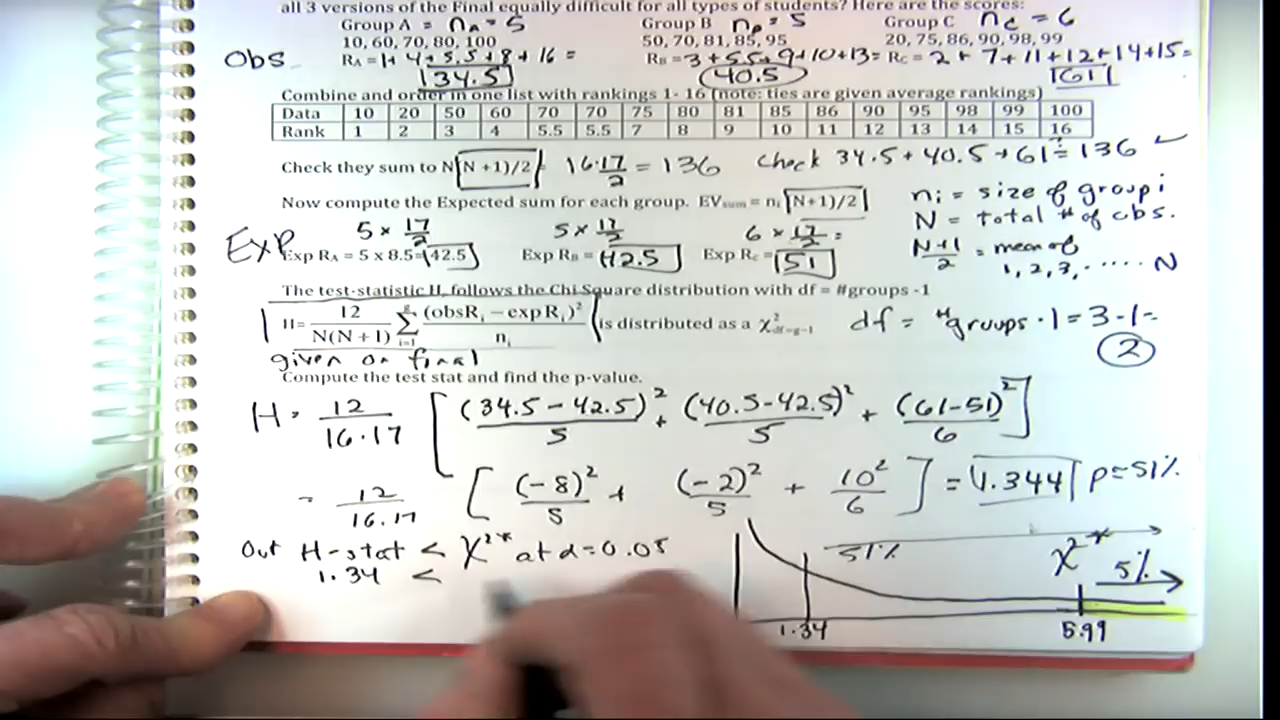 all 3 versions of the Final equally difficult for all types of students? Here are the scores:
Group A = nA = 5 Group B nB = 5 Group C nC = 6
10, 60, 70, 80, 100 50, 70, 81, 85, 95 20, 75, 86, 90, 98, 99
Obs RA = 1+ 4+5.5+8+16 = RB = 3+5.5+9+10+13= RC = 2+ 7+11+12+14+15=
34.5 40.5 61
Combine and order in one list with rankings 1- 16 (note: ties are given average rankings)
Data 10 20 50 60 70 70 75 80 81 85 86 90 95 98 99 100
Rank 1 2 3 4 5.5 5.5 7 8 9 10 11 12 13 14 15 16
Check they sum to N(N +1)/2 16·17/2 = 136 check 34.5+40.5+61 = 136 ✓
Now compute the Expected sum for each group. EVsum = ni (N+1)/2
ni = size of group i
N = total # of obs.
N+1/2 = mean of
1, 2, 3, ..... N
5 × 17/2 5 × 17/2 6 × 17/2 =
Exp Exp RA = 5 x 8.5= 42.5 Exp RB = 42.5 Exp RC = 51
The test-statistic H, follows the Chi Square distribution with df = #groups -1
H= 12/N(N+1) ∑ᵍᵢ₌₁ (obsRᵢ − exp Rᵢ)²/nᵢ is distributed as a χ² df=g−1 df = #groups - 1 = 3-1=
2
given on final
Compute the test stat and find the p-value.
H = 12/16·17 [ (34.5-42.5)²/5 + (40.5-42.5)²/5 + (61-51)²/6 ]
= 12/16.17 [ (-8)²/5 + (-2)²/5 + 10²/6 ] = 1.344 p=51%
Our H-stat < χ²* at α=0.05
1.34 <
51% χ²* 5%
1.34 5.99